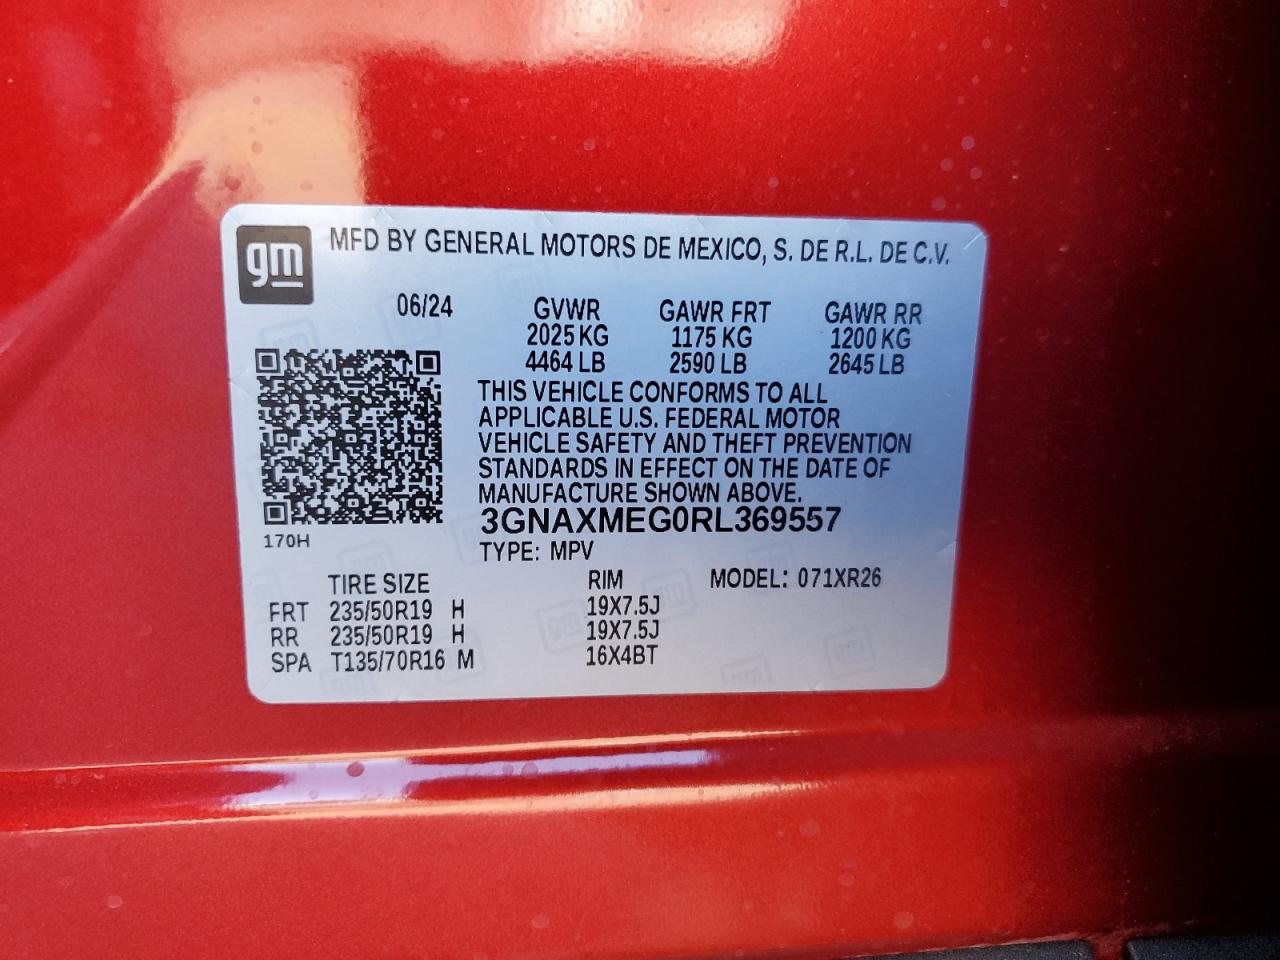 gm
MFD BY GENERAL MOTORS DE MEXICO, S. DE R.L. DE C.V.
06/24 GVWR GAWR FRT GAWR RR
2025 KG 1175 KG 1200 KG
4464 LB 2590 LB 2645 LB
THIS VEHICLE CONFORMS TO ALL
APPLICABLE U.S. FEDERAL MOTOR
VEHICLE SAFETY AND THEFT PREVENTION
STANDARDS IN EFFECT ON THE DATE OF
MANUFACTURE SHOWN ABOVE.
3GNAXMEG0RL369557
170H
TYPE: MPV
TIRE SIZE RIM MODEL: 071XR26
FRT 235/50R19 H 19X7.5J
RR 235/50R19 H 19X7.5J
SPA T135/70R16 M 16X4BT